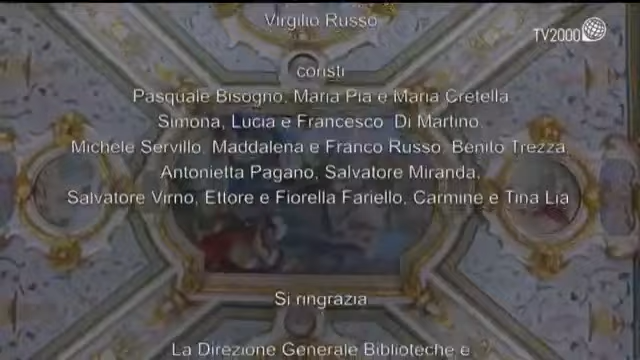 Virgilio Russo
TV2000
coristi
Pasquale Bisogno, Maria Pia e Maria Cretella
Simona, Lucia e Francesco Di Martino,
Michele Servillo, Maddalena e Franco Russo, Benito Trezza,
Antonietta Pagano, Salvatore Miranda,
Salvatore Virno, Ettore e Fiorella Fariello, Carmine e Tina Lia
Si ringrazia
La Direzione Generale Biblioteche e